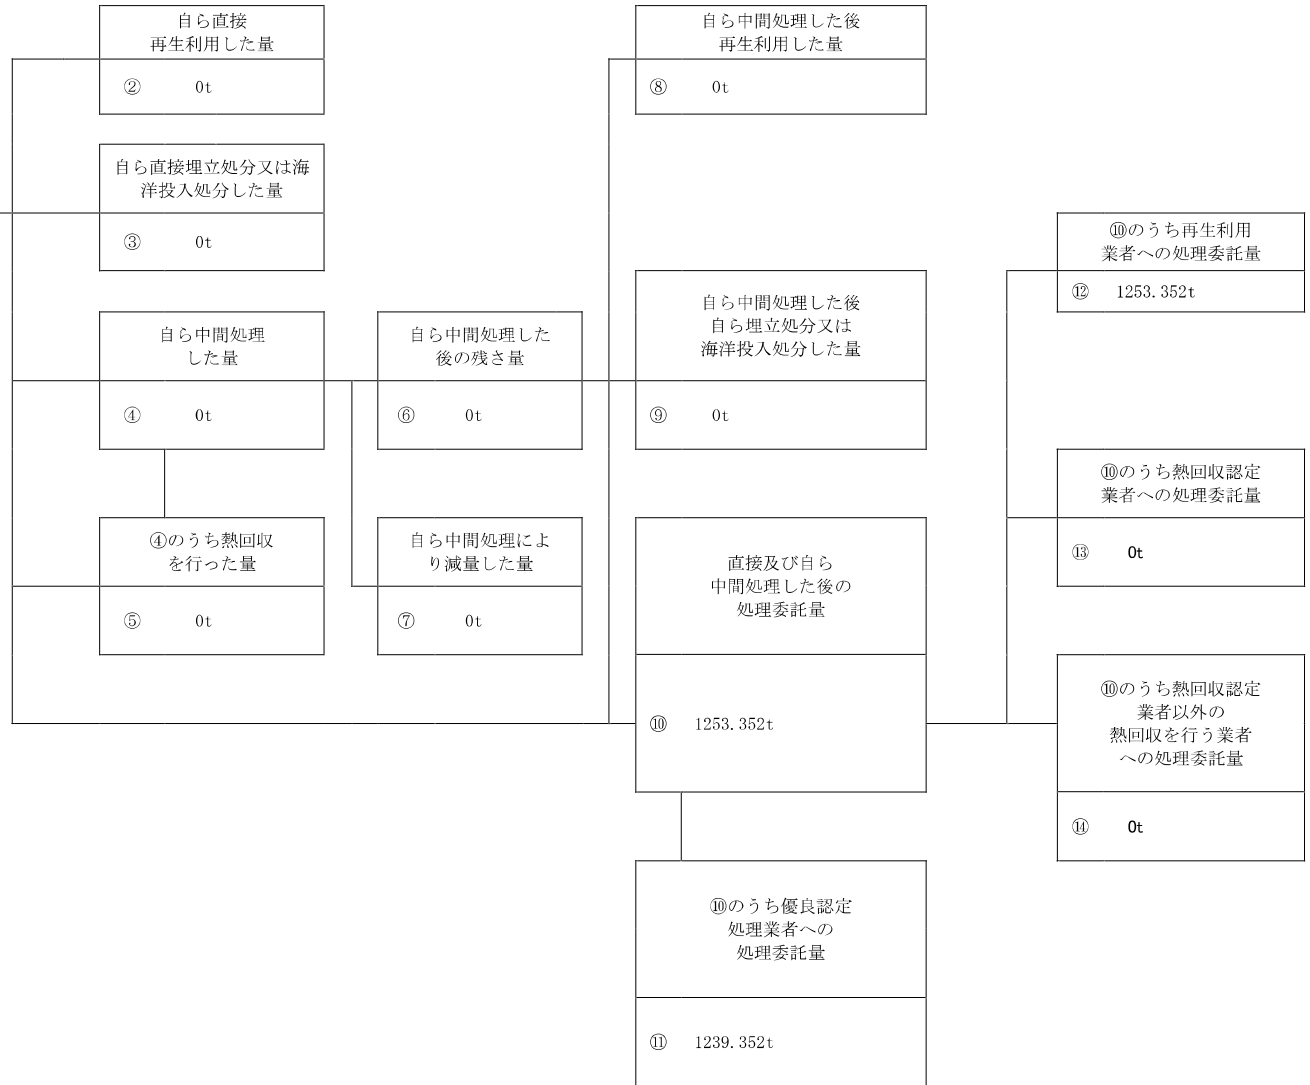 自ら直接
再生利用した量
② 0t
自ら直接埋立処分又は海
洋投入処分した量
③ 0t
自ら中間処理
した量
④ 0t
④のうち熱回収
を行った量
⑤ 0t
自ら中間処理した
後の残さ量
⑥ 0t
自ら中間処理によ
り減量した量
⑦ 0t
自ら中間処理した後
再生利用した量
⑧ 0t
自ら中間処理した後
自ら埋立処分又は
海洋投入処分した量
⑨ 0t
直接及び自ら
中間処理した後の
処理委託量
⑩ 1253.352t
⑩のうち優良認定
処理業者への
処理委託量
⑪ 1239.352t
⑩のうち再生利用
業者への処理委託量
⑫ 1253.352t
⑩のうち熱回収認定
業者への処理委託量
⑬ 0t
⑩のうち熱回収認定
業者以外の
熱回収を行う業者
への処理委託量
⑭ 0t